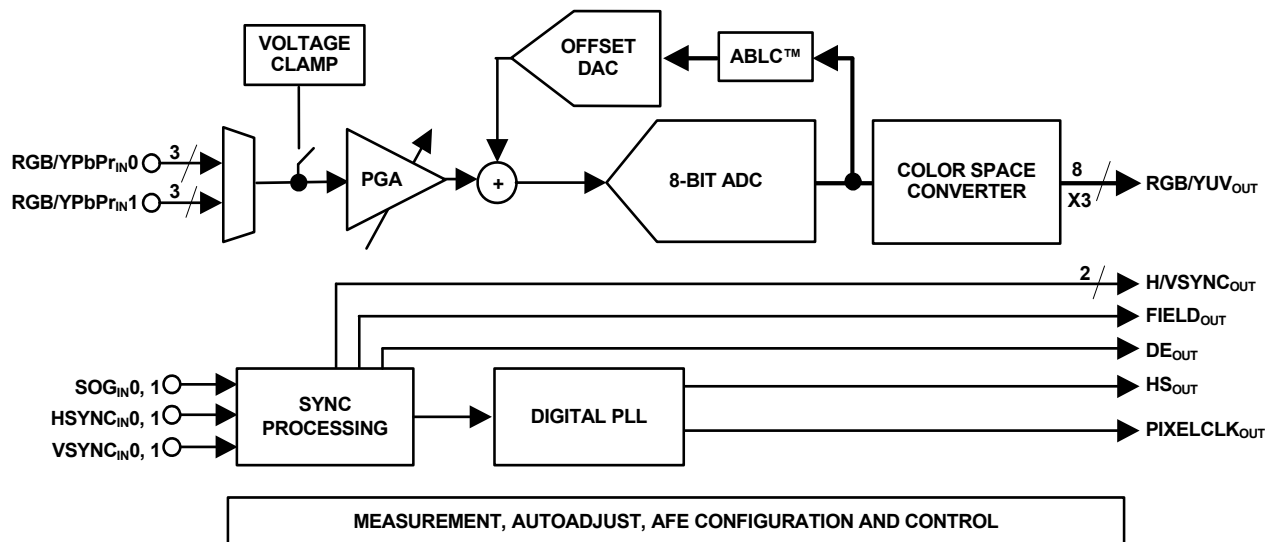 VOLTAGE
CLAMP
OFFSET
DAC
ABLC™
RGB/YPbPrIN0
3
RGB/YPbPrIN1
3
PGA
+
8-BIT ADC
COLOR SPACE
CONVERTER
8
X3
RGB/YUVOUT
2
H/VSYNCOUT
FIELDOUT
DEOUT
HSOUT
PIXELCLKOUT
SOGIN0, 1
HSYNCIN0, 1
VSYNCIN0, 1
SYNC
PROCESSING
DIGITAL PLL
MEASUREMENT, AUTOADJUST, AFE CONFIGURATION AND CONTROL